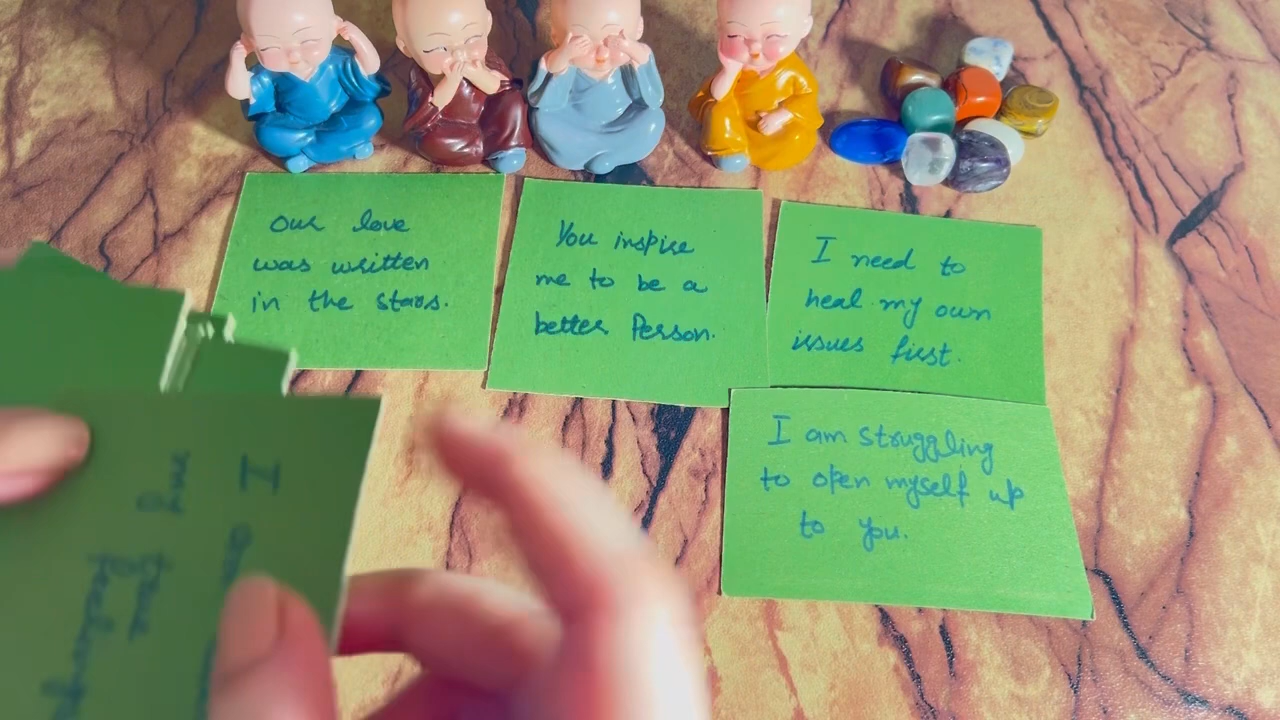 Our love
was written
in the stars.
You inspire
me to be a
better Person.
I need to
heal my own
issues first.
I am struggling
to open myself up
to you.
I
my